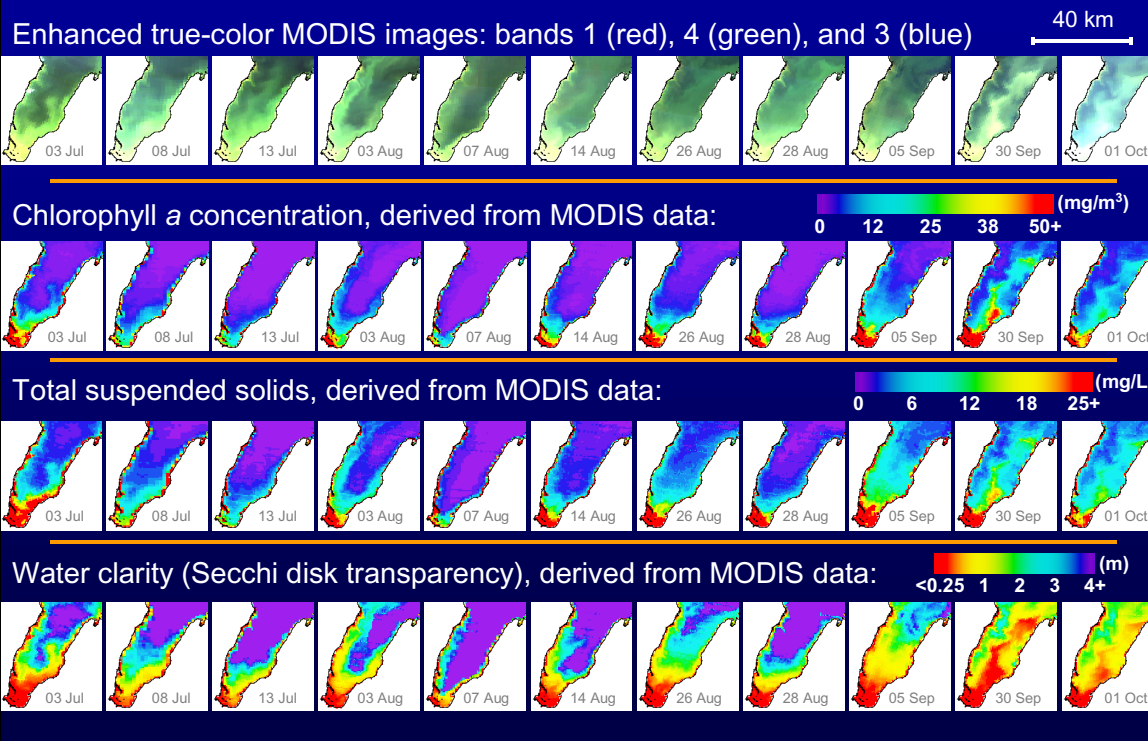 Enhanced true-color MODIS images: bands 1 (red), 4 (green), and 3 (blue)
40 km
03 Jul 08 Jul 13 Jul 03 Aug 07 Aug 14 Aug 26 Aug 28 Aug 05 Sep 30 Sep 01 Oct
Chlorophyll a concentration, derived from MODIS data:
(mg/m³)
0 12 25 38 50+
03 Jul 08 Jul 13 Jul 03 Aug 07 Aug 14 Aug 26 Aug 28 Aug 05 Sep 30 Sep 01 Oct
Total suspended solids, derived from MODIS data:
(mg/L
0 6 12 18 25+
03 Jul 08 Jul 13 Jul 03 Aug 07 Aug 14 Aug 26 Aug 28 Aug 05 Sep 30 Sep 01 Oct
Water clarity (Secchi disk transparency), derived from MODIS data:
(m)
<0.25 1 2 3 4+
03 Jul 08 Jul 13 Jul 03 Aug 07 Aug 14 Aug 26 Aug 28 Aug 05 Sep 30 Sep 01 Oct